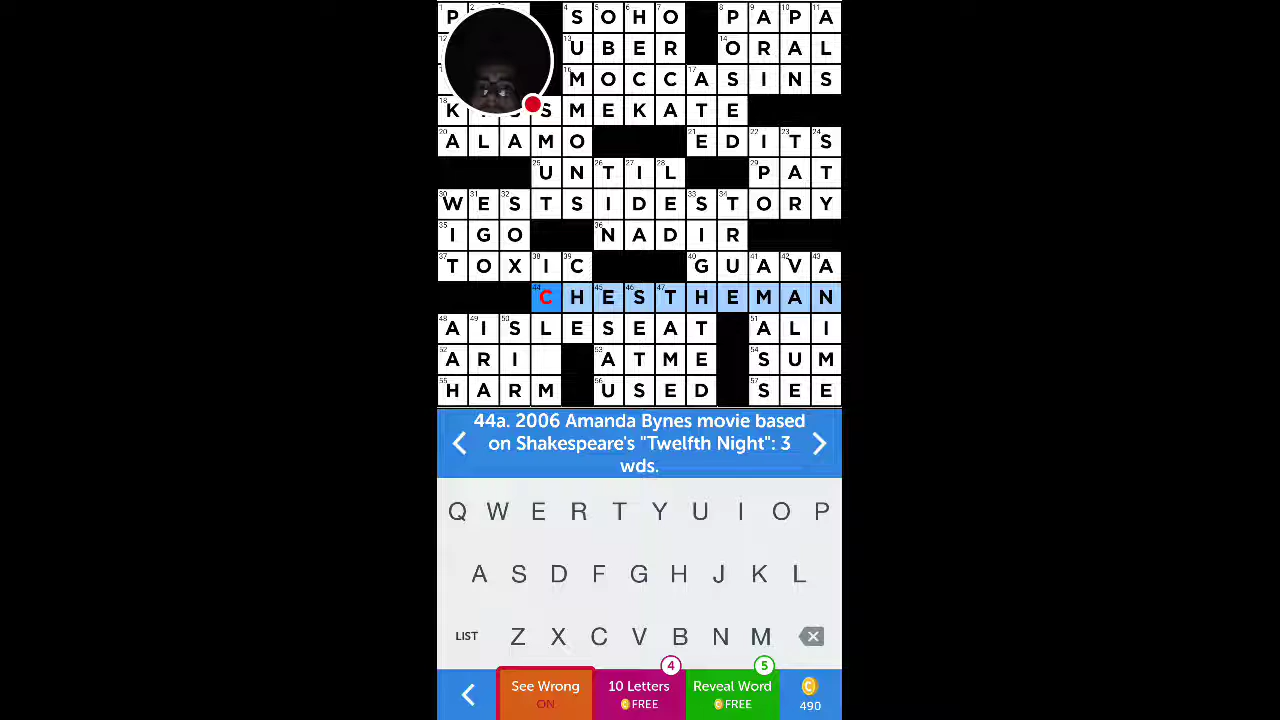 P SOHO PAPA
UBER ORAL
MOCCASINS
K SMEKATE
ALAMO EDITS
UNTIL PAT
WESTSIDESTORY
IGO NADIR
TOXIC GUAVA
CHESTHEMAN
AISLESEAT ALI
ARI ATME SUM
HARM USED SEE
44a. 2006 Amanda Bynes movie based
on Shakespeare's "Twelfth Night": 3
wds.
Q W E R T Y U I O P
A S D F G H J K L
LIST Z X C V B N M
4 5
See Wrong 10 Letters Reveal Word
ON FREE FREE 490